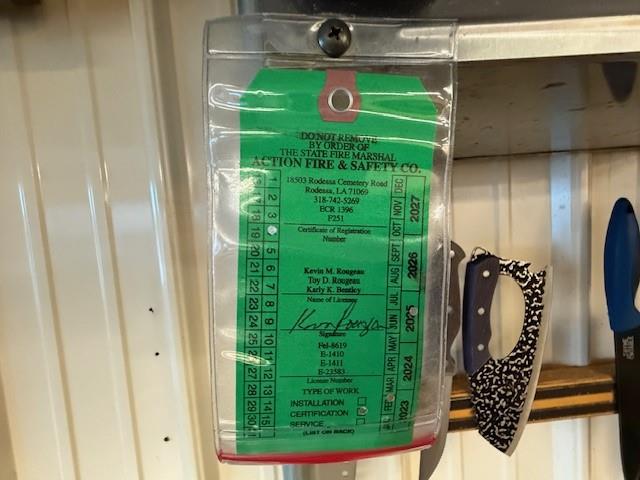 DO NOT REMOVE
BY ORDER OF
THE STATE FIRE MARSHAL
ACTION FIRE & SAFETY CO.
18503 Rodessa Cemetery Road
Rodessa, LA 71069
318-742-5269
ECR 1396
F251
Certificate of Registration
Number
Kevin M. Rougeau
Toy D. Rougeau
Karly K. Bentley
Name of Licensee
Signature
Fel-8619
E-1410
E-1411
E-23583
License Number
TYPE OF WORK
INSTALLATION
CERTIFICATION
SERVICE
(LIST ON BACK)
1 2 3 5 6 7 8 9 10 11 12 13 14 15
17 18 19 20 21 22 23 24 25 26 27 28 29 30 31
FEB MAR APR MAY JUN JUL AUG SEPT OCT NOV DEC
2023 2024 2025 2026 2027